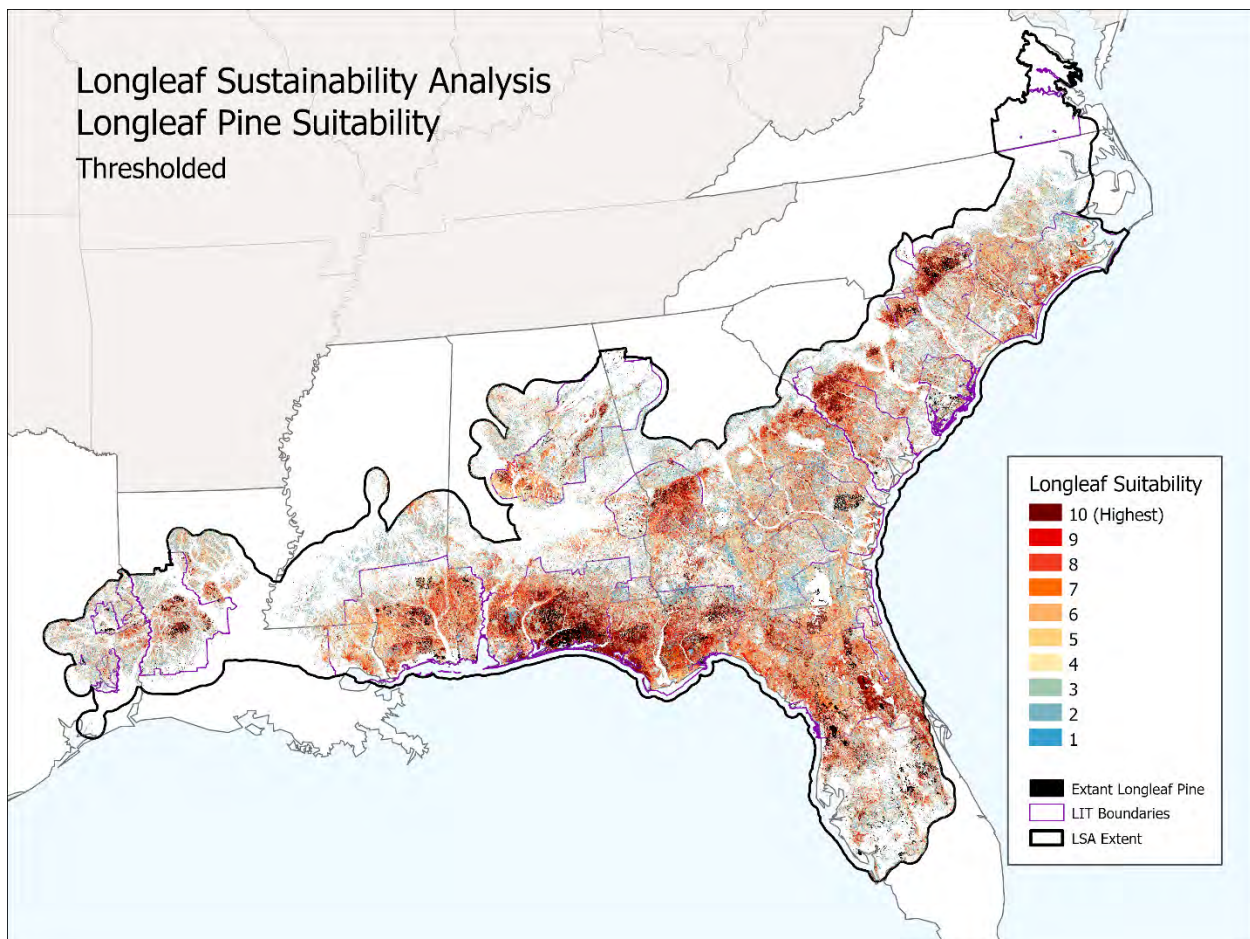 Longleaf Sustainability Analysis
Longleaf Pine Suitability
Thresholded
Longleaf Suitability
10 (Highest)
9
8
7
6
5
4
3
2
1
Extant Longleaf Pine
LIT Boundaries
LSA Extent